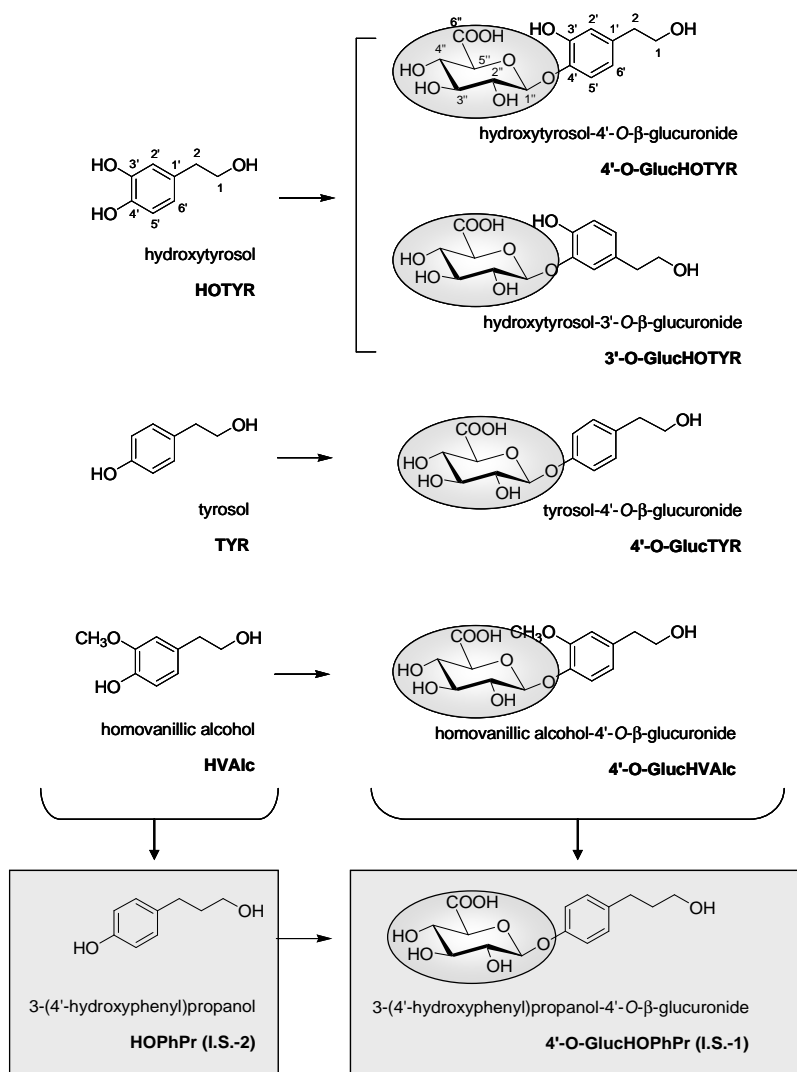 6''
COOH
4''
5''
HO
O
HO
2''
3''
OH
1''
O
HO
3'
2'
1'
4'
5'
6'
2
1
OH
hydroxytyrosol-4'-O-β-glucuronide
4'-O-GlucHOTYR
HO
3'
2'
1'
2
OH
1
HO
4'
5'
6'
hydroxytyrosol
HOTYR
COOH
HO
O
HO
OH
O
HO
OH
hydroxytyrosol-3'-O-β-glucuronide
3'-O-GlucHOTYR
OH
HO
tyrosol
TYR
COOH
HO
O
HO
OH
O
OH
tyrosol-4'-O-β-glucuronide
4'-O-GlucTYR
CH3O
OH
HO
homovanillic alcohol
HVAlc
COOH
CH3O
HO
O
HO
OH
O
OH
homovanillic alcohol-4'-O-β-glucuronide
4'-O-GlucHVAlc
OH
HO
3-(4'-hydroxyphenyl)propanol
HOPhPr (I.S.-2)
COOH
HO
O
HO
OH
O
OH
3-(4'-hydroxyphenyl)propanol-4'-O-β-glucuronide
4'-O-GlucHOPhPr (I.S.-1)